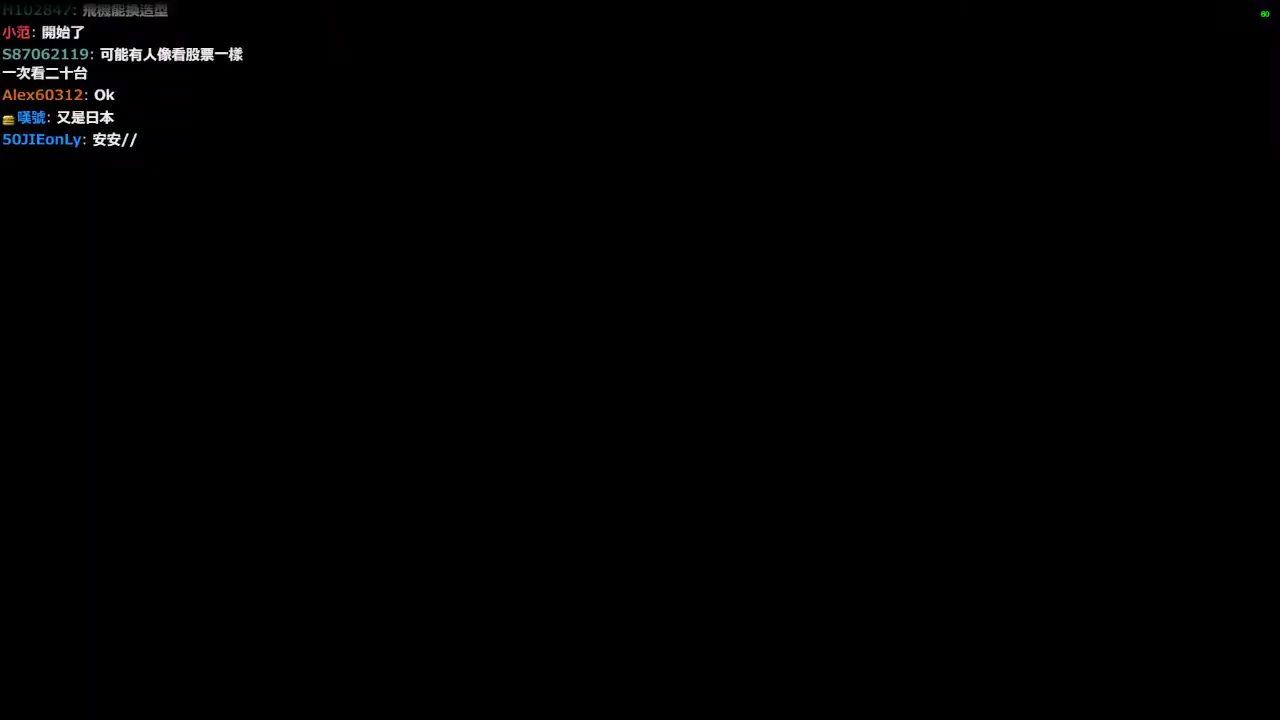 H102847: 飛機能換造型
小范: 開始了
S87062119: 可能有人像看股票一樣
一次看二十台
Alex60312: Ok
嘆號: 又是日本
50JIEonLy: 安安//
60